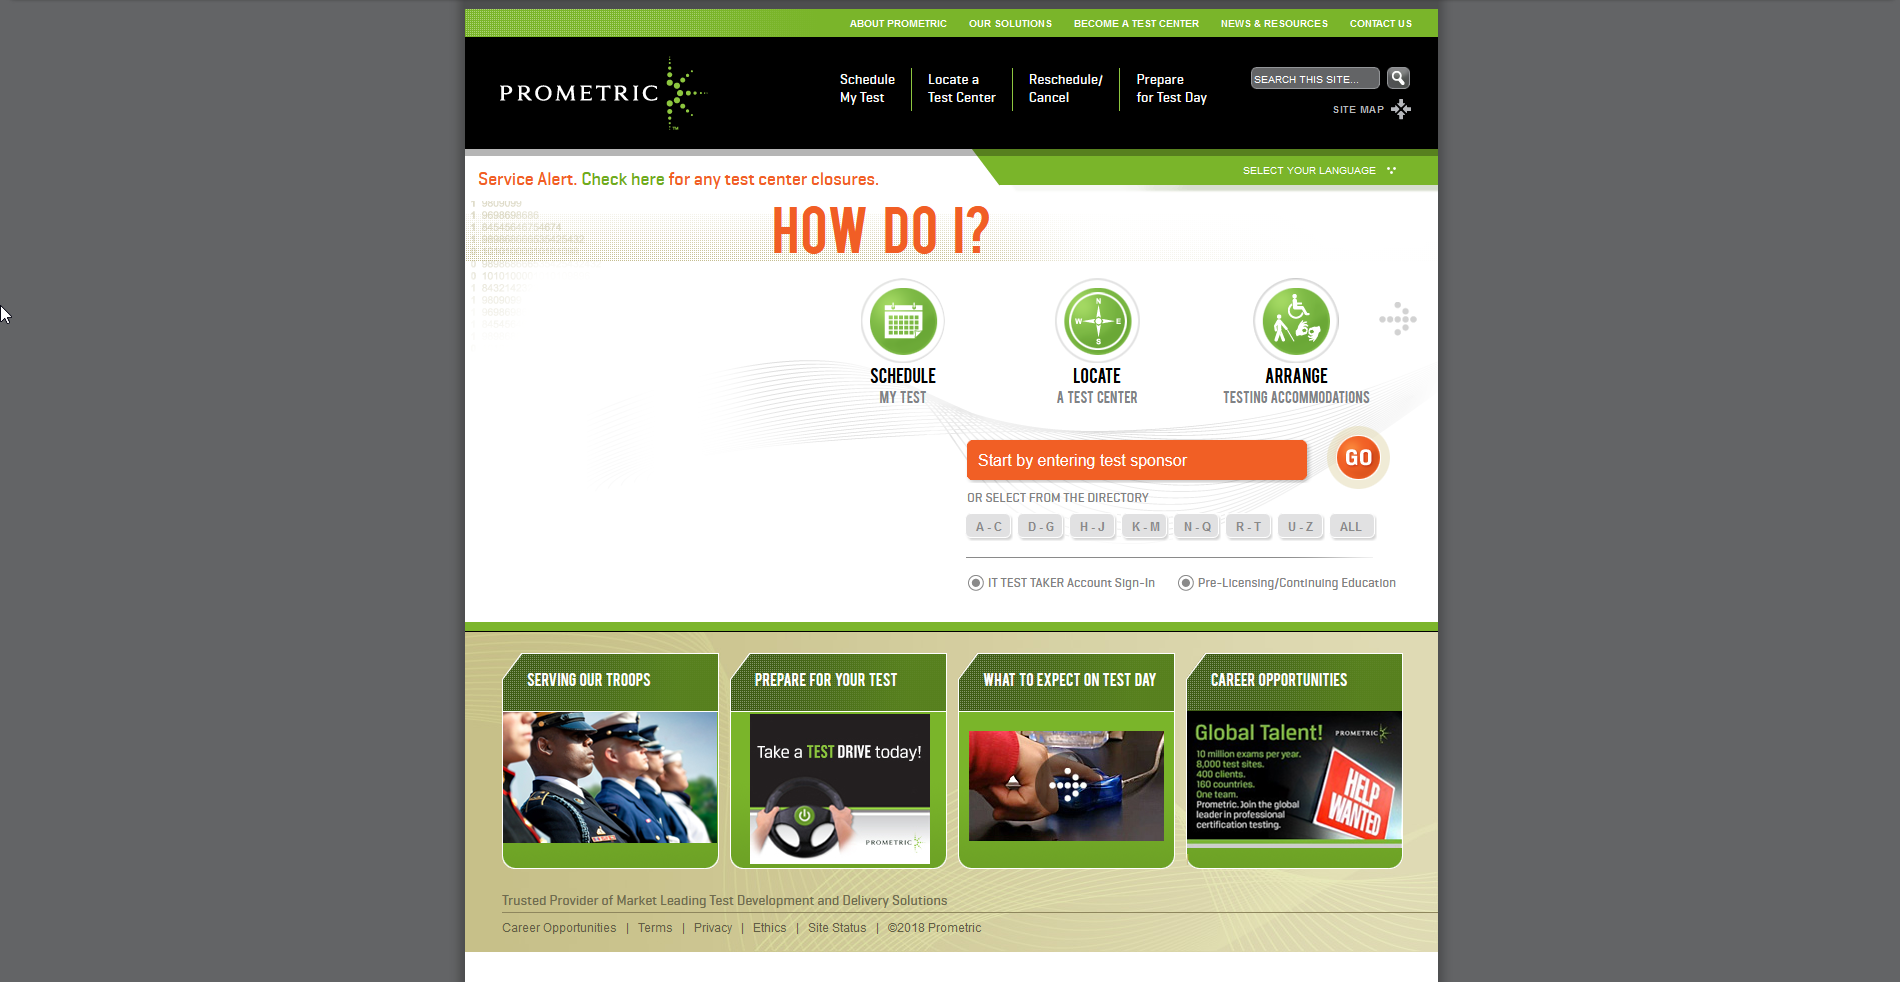 ABOUT PROMETRIC OUR SOLUTIONS BECOME A TEST CENTER NEWS & RESOURCES CONTACT US
PROMETRIC
TM
Schedule
My Test
Locate a
Test Center
Reschedule/
Cancel
Prepare
for Test Day
SEARCH THIS SITE...
SITE MAP
Service Alert. Check here for any test center closures.
SELECT YOUR LANGUAGE
HOW DO I?
N
W E
S
SCHEDULE
MY TEST
LOCATE
A TEST CENTER
ARRANGE
TESTING ACCOMMODATIONS
Start by entering test sponsor
GO
OR SELECT FROM THE DIRECTORY
A - C D - G H - J K - M N - Q R - T U - Z ALL
IT TEST TAKER Account Sign-In Pre-Licensing/Continuing Education
SERVING OUR TROOPS
PREPARE FOR YOUR TEST
Take a TEST DRIVE today!
PROMETRIC
WHAT TO EXPECT ON TEST DAY
CAREER OPPORTUNITIES
Global Talent! PROMETRIC
10 million exams per year.
8,000 test sites.
400 clients.
160 countries.
One team.
Prometric. Join the global
leader in professional
certification testing.
HELP
WANTED
Trusted Provider of Market Leading Test Development and Delivery Solutions
Career Opportunities | Terms | Privacy | Ethics | Site Status | ©2018 Prometric